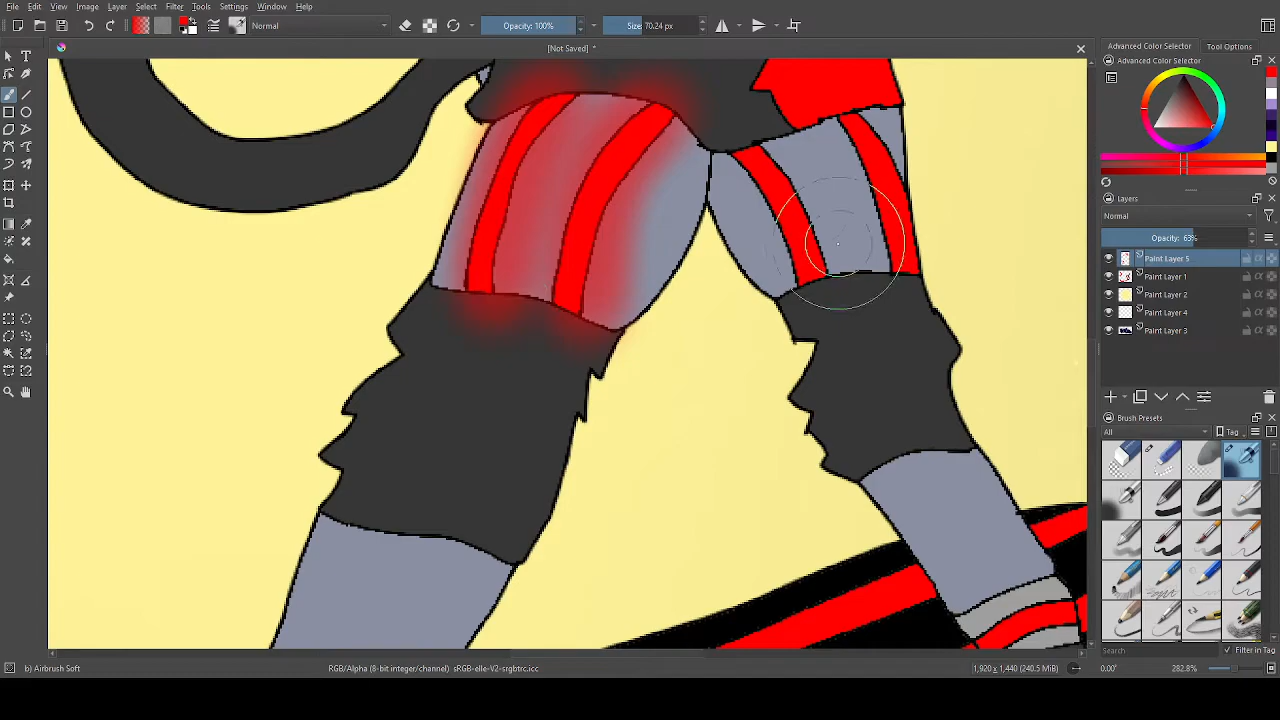 File Edit View Image Layer Select Filter Tools Settings Window Help
Normal Opacity: 100% Size: 70.24 px
[Not Saved] *
Advanced Color Selector Tool Options
Advanced Color Selector
Layers
Normal
Opacity: 63%
Paint Layer 5
Paint Layer 1
Paint Layer 2
Paint Layer 4
Paint Layer 3
Brush Presets
All Tag
Search Filter in Tag
b) Airbrush Soft RGB/Alpha (8-bit integer/channel) sRGB-elle-V2-srgbtrc.icc 1,920 x 1,440 (240.5 MiB) 0.00° 282.8%